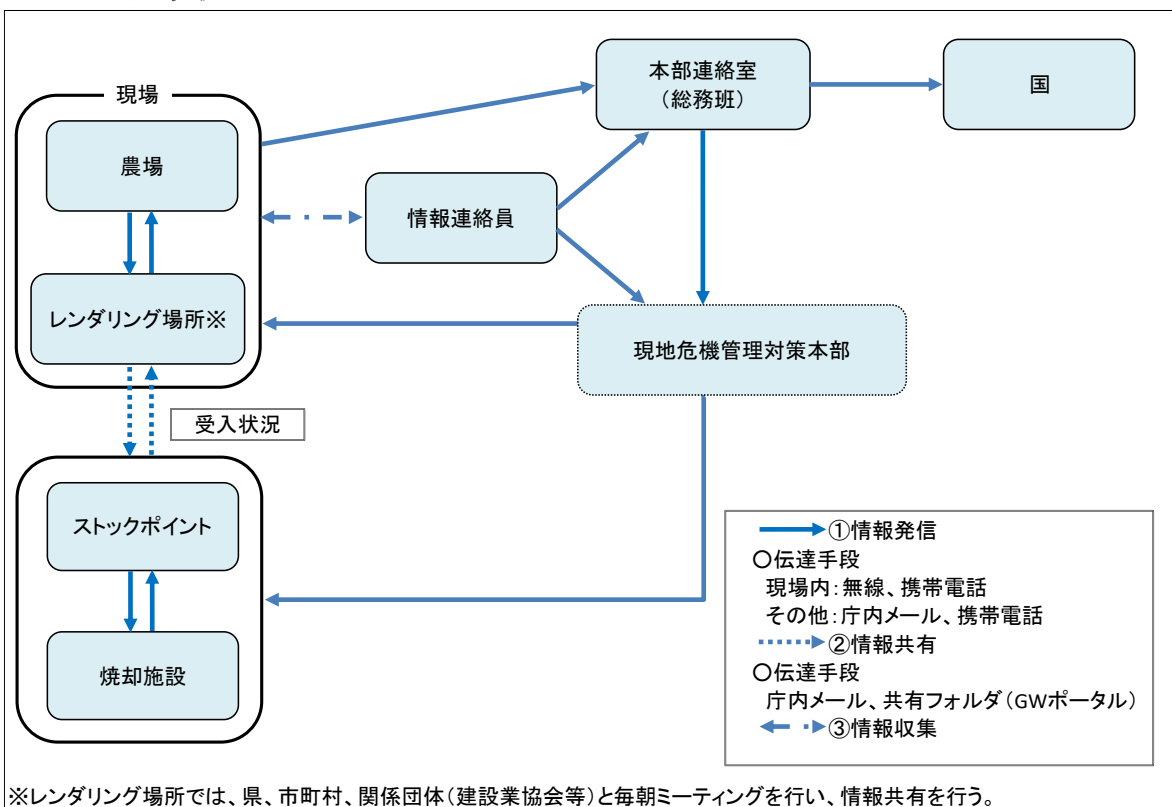 本部連絡室
（総務班）
国
現場
農場
情報連絡員
レンダリング場所※
現地危機管理対策本部
受入状況
ストックポイント
焼却施設
①情報発信
〇伝達手段
現場内：無線、携帯電話
その他：庁内メール、携帯電話
②情報共有
〇伝達手段
庁内メール、共有フォルダ（GWポータル）
③情報収集
※レンダリング場所では、県、市町村、関係団体（建設業協会等）と毎朝ミーティングを行い、情報共有を行う。